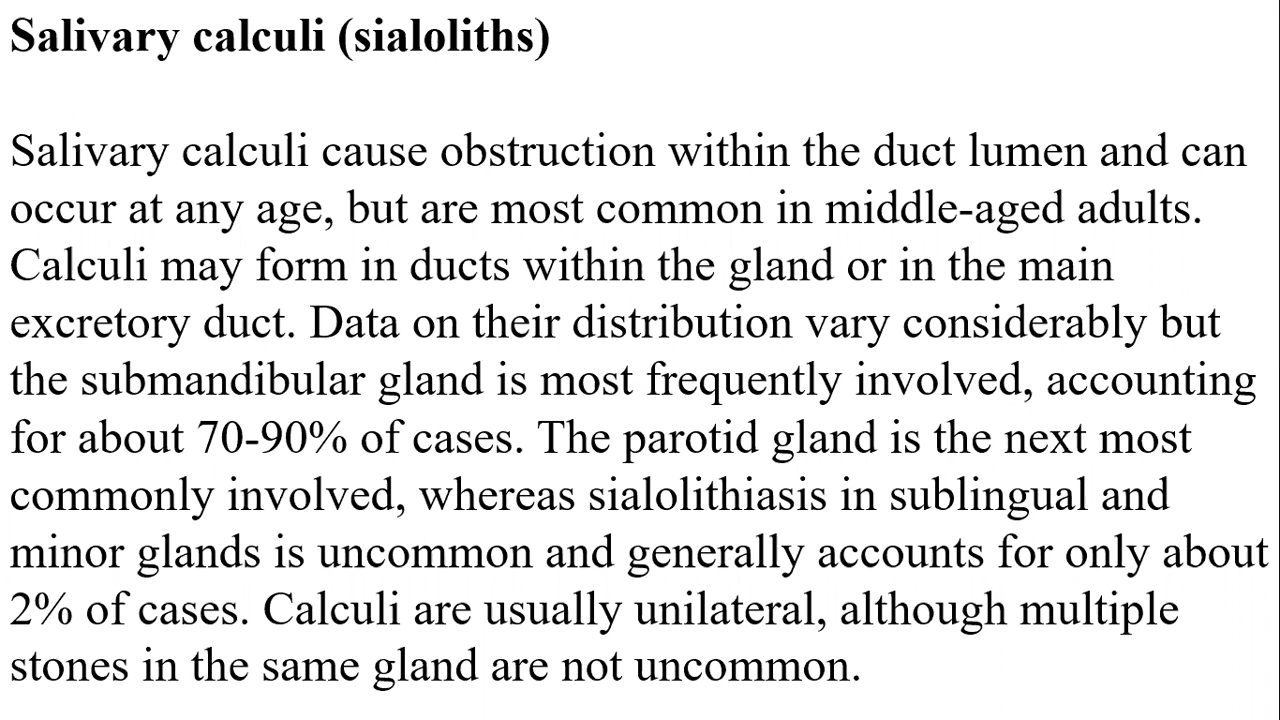 Salivary calculi (sialoliths)
Salivary calculi cause obstruction within the duct lumen and can
occur at any age, but are most common in middle-aged adults.
Calculi may form in ducts within the gland or in the main
excretory duct. Data on their distribution vary considerably but
the submandibular gland is most frequently involved, accounting
for about 70-90% of cases. The parotid gland is the next most
commonly involved, whereas sialolithiasis in sublingual and
minor glands is uncommon and generally accounts for only about
2% of cases. Calculi are usually unilateral, although multiple
stones in the same gland are not uncommon.